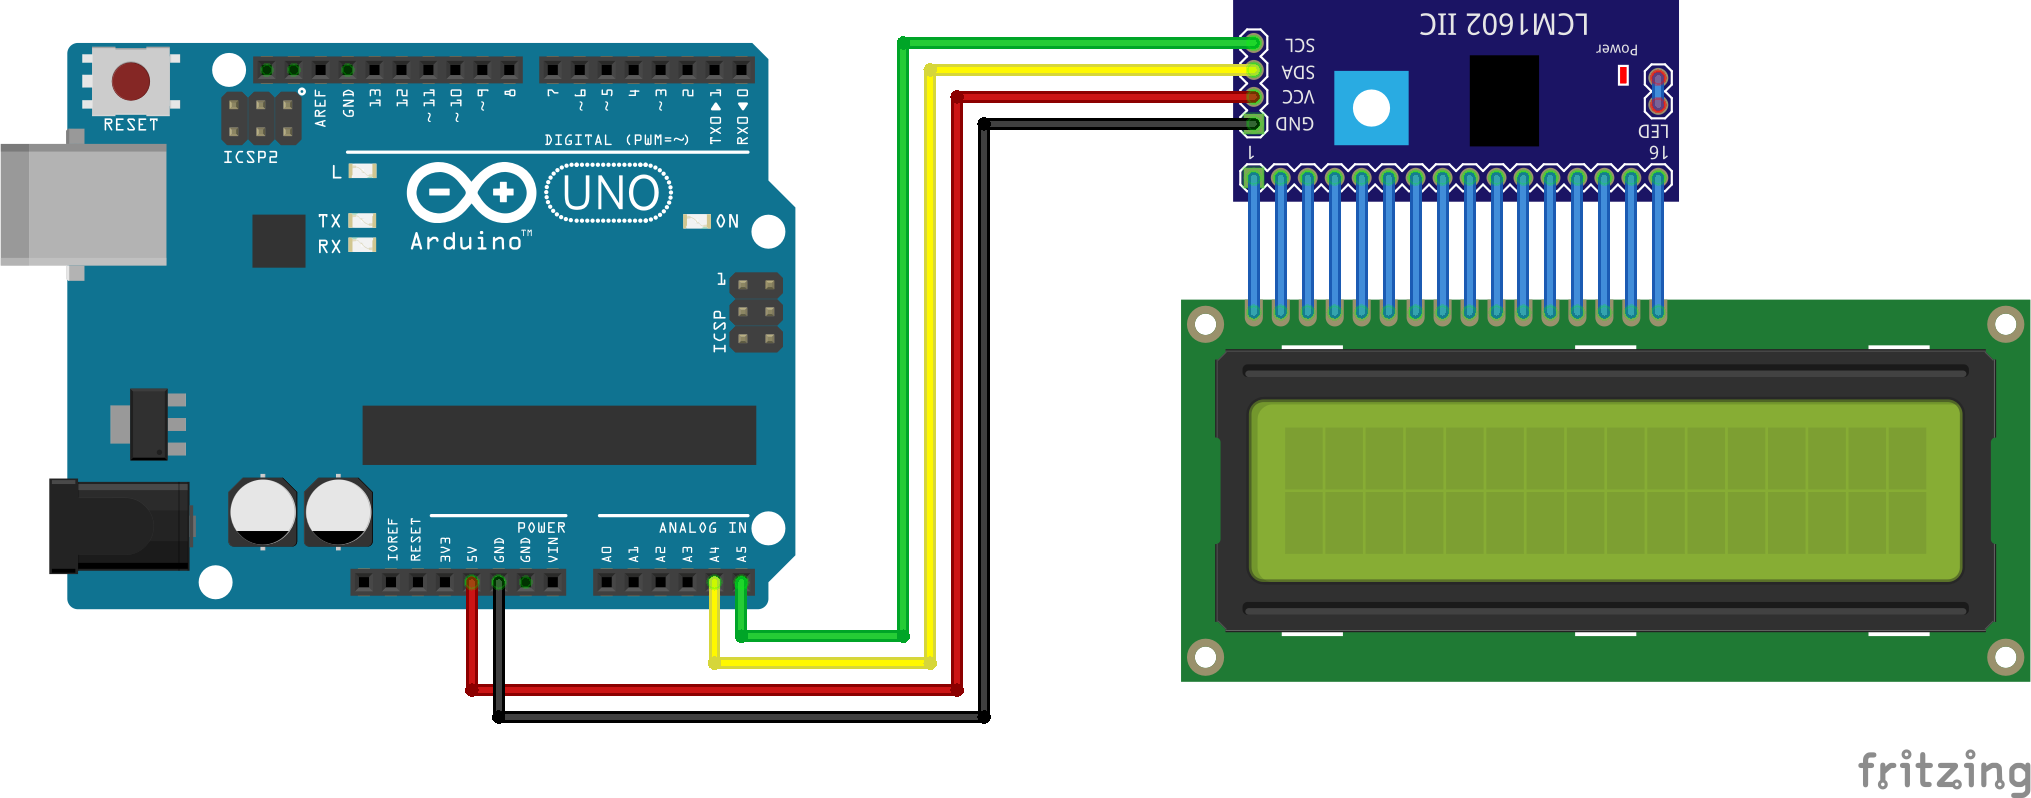 RESET
ICSP2
AREF
GND
13
12
~11
~10
~9
8
7
~6
~5
4
~3
2
TX0▶1
RX0◀0
DIGITAL (PWM=~)
L
TX
RX
UNO
Arduino™
ON
1
ICSP
IOREF
RESET
3V3
5V
GND
GND
VIN
POWER
A0
A1
A2
A3
A4
A5
ANALOG IN
LCM1602 IIC
SCL
SDA
VCC
GND
Power
LED
1
16
fritzing